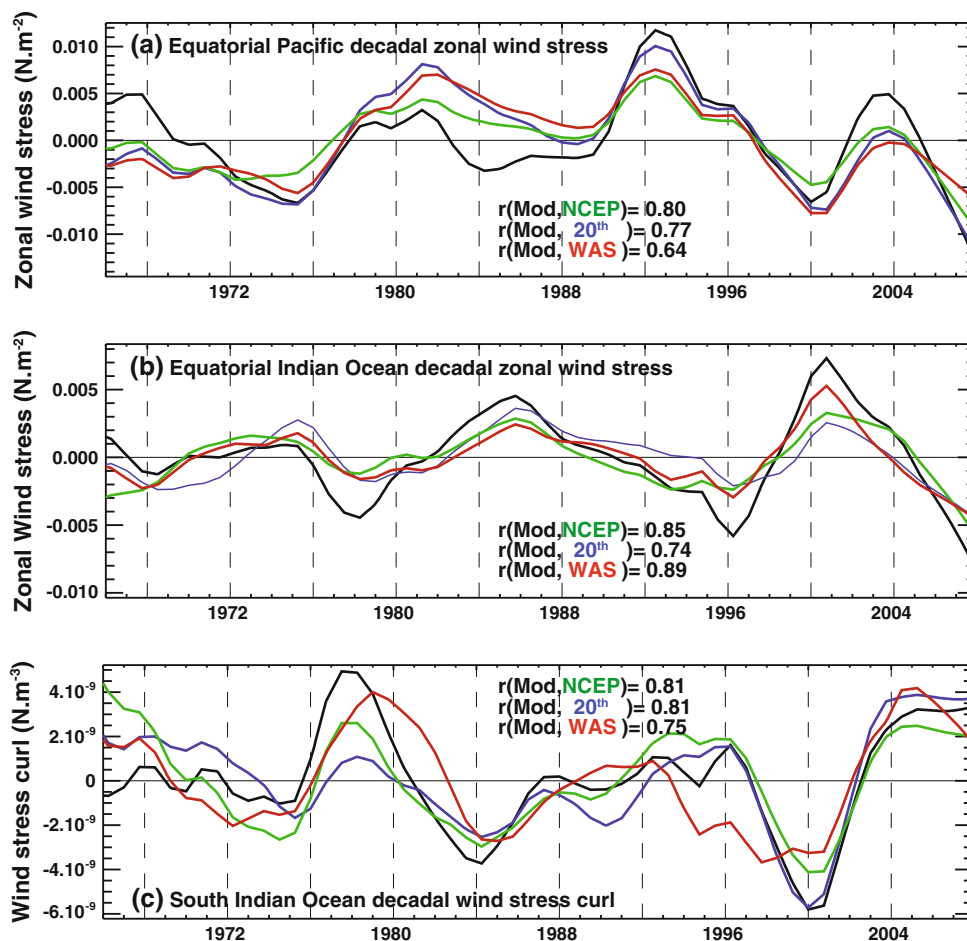 Zonal wind stress (N.m-2)
(a) Equatorial Pacific decadal zonal wind stress
0.010
0.005
0.000
-0.005
-0.010
r(Mod,NCEP)= 0.80
r(Mod, 20th )= 0.77
r(Mod, WAS )= 0.64
1972 1980 1988 1996 2004
Zonal Wind stress (N.m-2)
(b) Equatorial Indian Ocean decadal zonal wind stress
0.005
0.000
-0.005
-0.010
r(Mod,NCEP)= 0.85
r(Mod, 20th )= 0.74
r(Mod, WAS )= 0.89
1972 1980 1988 1996 2004
Wind stress curl (N.m-3)
r(Mod,NCEP)= 0.81
r(Mod, 20th )= 0.81
r(Mod, WAS )= 0.75
4.10-9
2.10-9
0
-2.10-9
-4.10-9
-6.10-9
(c) South Indian Ocean decadal wind stress curl
1972 1980 1988 1996 2004